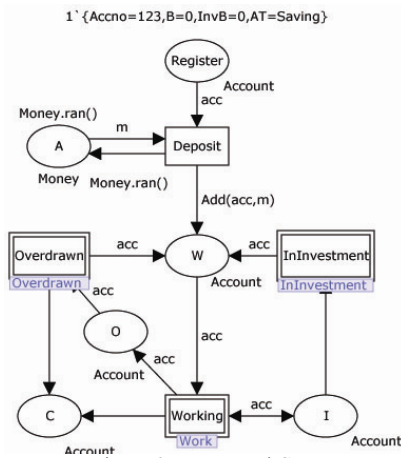 1`{Accno=123,B=0,InvB=0,AT=Saving}
Register
Account
acc
Money.ran()
m
A
Deposit
Money
Money.ran()
Add(acc,m)
Overdrawn
acc
W
acc
InInvestment
Overdrawn
Account
InInvestment
acc
O
acc
Account
acc
C
Working
acc
I
Work
Account
Account